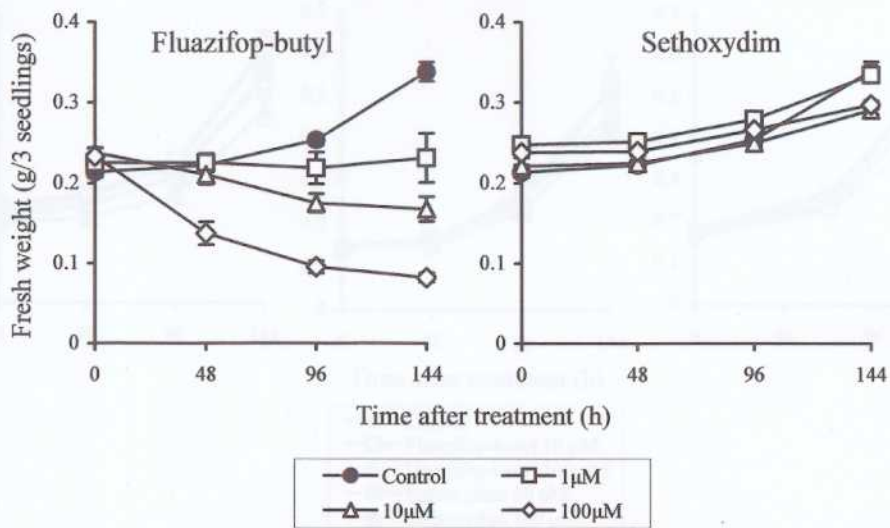 Fluazifop-butyl
Sethoxydim
Fresh weight (g/3 seedlings)
0.4
0.3
0.2
0.1
0
0 48 96 144
0.4
0.3
0.2
0.1
0
0 48 96 144
Time after treatment (h)
Control 1μM
10μM 100μM